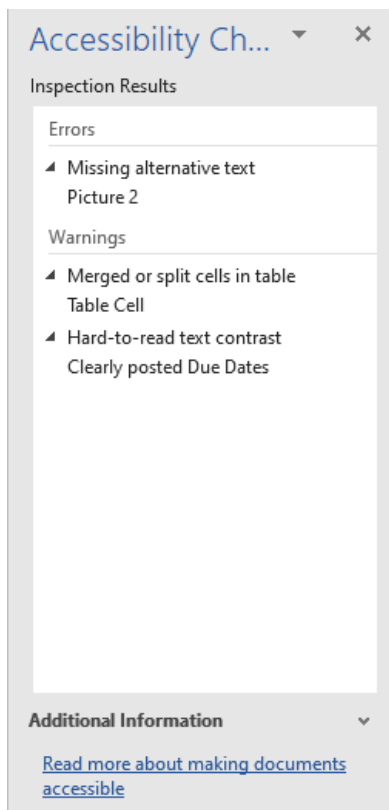 Accessibility Ch...
Inspection Results
Errors
Missing alternative text
Picture 2
Warnings
Merged or split cells in table
Table Cell
Hard-to-read text contrast
Clearly posted Due Dates
Additional Information
Read more about making documents
accessible